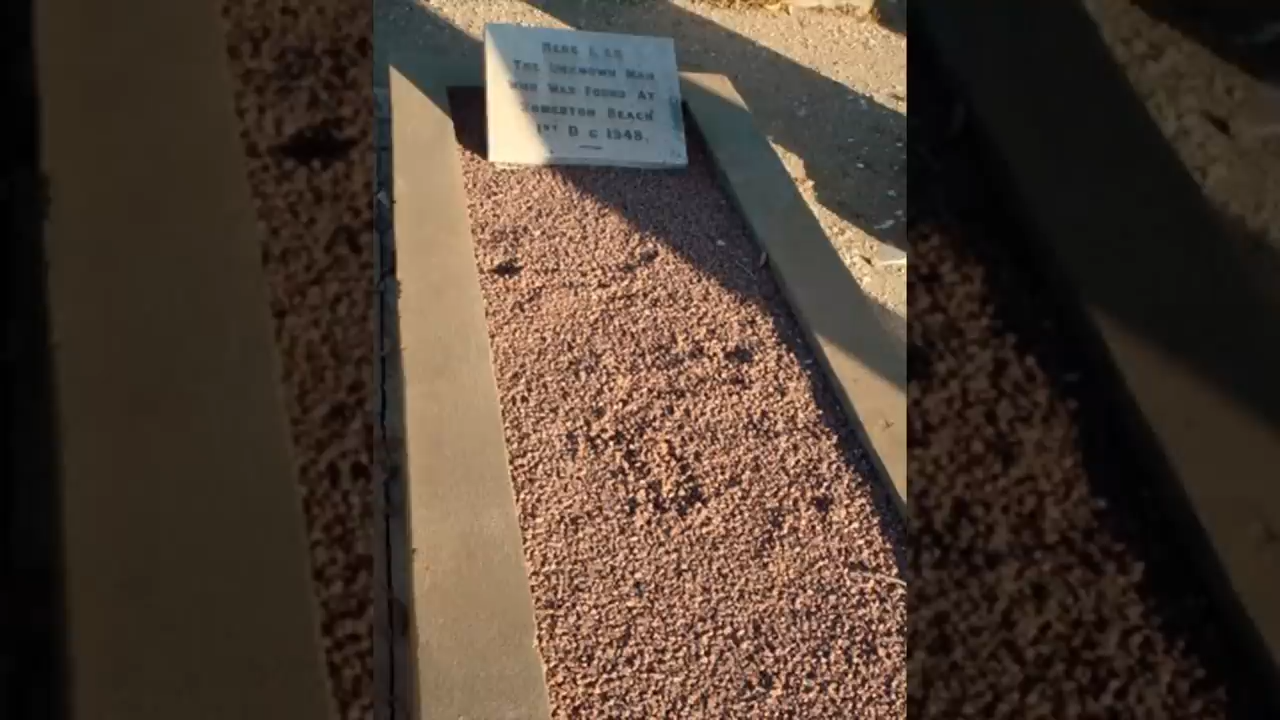 HERE LIES
THE UNKNOWN MAN
WHO WAS FOUND AT
SOMERTON BEACH
1ST DEC 1948.